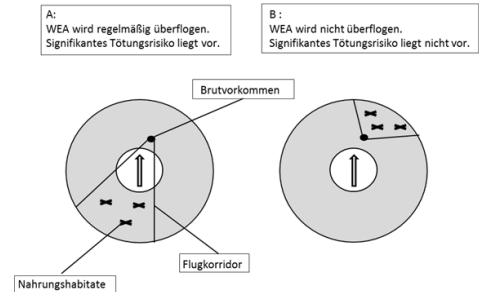 A:
WEA wird regelmäßig überflogen.
Signifikantes Tötungsrisiko liegt vor.
B :
WEA wird nicht überflogen.
Signifikantes Tötungsrisiko liegt nicht vor.
Brutvorkommen
Flugkorridor
Nahrungshabitate